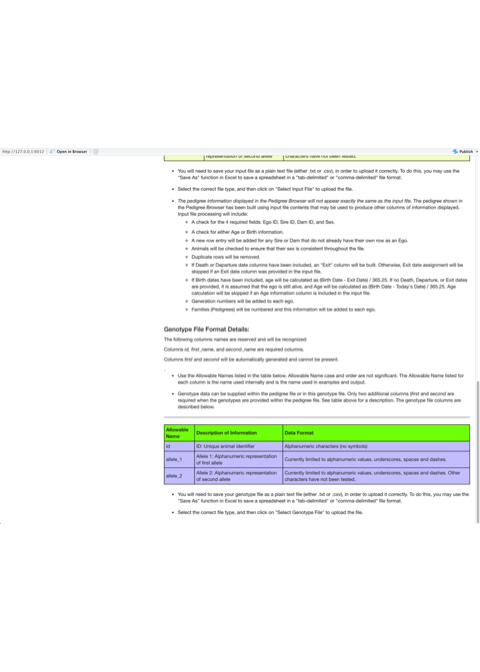 http://127.0.0.1:6012 Open in Browser Publish
representation of second allele characters have not been tested.
You will need to save your input file as a plain text file (either .txt or .csv), in order to upload it correctly. To do this, you may use the
"Save As" function in Excel to save a spreadsheet in a "tab-delimited" or "comma-delimited" file format.
Select the correct file type, and then click on "Select Input File" to upload the file.
The pedigree information displayed in the Pedigree Browser will not appear exactly the same as the input file. The pedigree shown in
the Pedigree Browser has been built using input file contents that may be used to produce other columns of information displayed.
Input file processing will include:
A check for the 4 required fields: Ego ID, Sire ID, Dam ID, and Sex.
A check for either Age or Birth information.
A new row entry will be added for any Sire or Dam that do not already have their own row as an Ego.
Animals will be checked to ensure that sex is consistent throughout the file.
Duplicate rows will be removed.
If Death or Departure date columns have been included, an "Exit" column will be built. Otherwise, Exit date assignment will be
skipped if an Exit date column was provided in the input file.
If Birth dates have been included, age will be calculated as (Birth Date - Exit Date) / 365.25. If no Death, Departure, or Exit dates
are provided, it is assumed that the ego is still alive, and Age will be calculated as (Birth Date - Today's Date) / 365.25. Age
calculation will be skipped if an Age information column is included in the input file.
Generation numbers will be added to each ego.
Families (Pedigrees) will be numbered and this information will be added to each ego.
Genotype File Format Details:
The following column names are reserved and will be recognized:
Columns id, first_name, and second_name are required columns.
Columns first and second will be automatically generated and cannot be present.
.
Use the Allowable Names listed in the table below. Allowable Name case and order are not significant. The Allowable Name listed for
each column is the name used internally and is the name used in examples and output.
Genotype data can be supplied within the pedigree file or in this genotype file. Only two additional columns (first and second are
required when the genotypes are provided within the pedigree file. See table above for a description. The genotype file columns are
described below.
Allowable Name Description of Information Data Format
id ID: Unique animal identifier Alphanumeric characters (no symbols)
allele_1 Allele 1: Alphanumeric representation of first allele Currently limited to alphanumeric values, underscores, spaces and dashes.
allele_2 Allele 2: Alphanumeric representation of second allele Currently limited to alphanumeric values, underscores, spaces and dashes. Other characters have not been tested.
You will need to save your genotype file as a plain text file (either .txt or .csv), in order to upload it correctly. To do this, you may use the
"Save As" function in Excel to save a spreadsheet in a "tab-delimited" or "comma-delimited" file format.
Select the correct file type, and then click on "Select Genotype File" to upload the file.